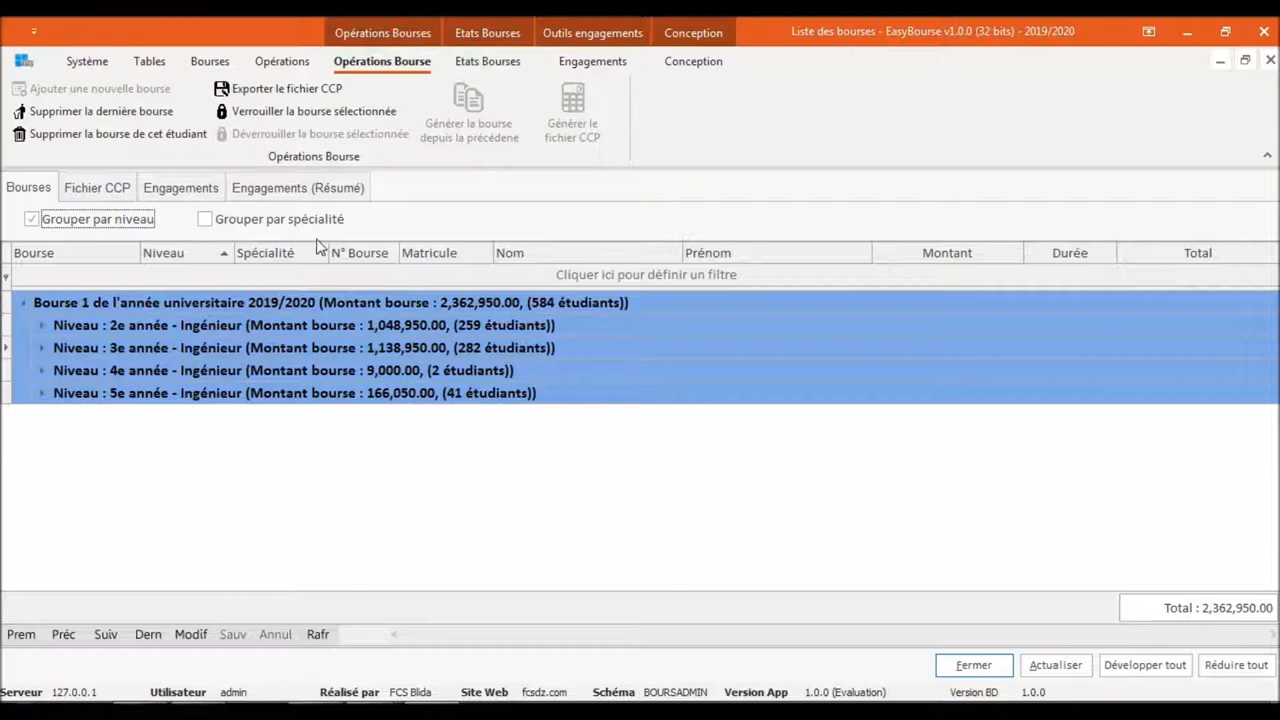 Opérations Bourses Etats Bourses Outils engagements Conception Liste des bourses - EasyBourse v1.0.0 (32 bits) - 2019/2020
Système Tables Bourses Opérations Opérations Bourse Etats Bourses Engagements Conception
Ajouter une nouvelle bourse
Supprimer la dernière bourse
Supprimer la bourse de cet étudiant
Exporter le fichier CCP
Verrouiller la bourse sélectionnée
Déverrouiller la bourse sélectionnée
Générer la bourse
depuis la précédene
Générer le
fichier CCP
Opérations Bourse
Bourses Fichier CCP Engagements Engagements (Résumé)
Grouper par niveau Grouper par spécialité
Bourse Niveau Spécialité N° Bourse Matricule Nom Prénom Montant Durée Total
Cliquer ici pour définir un filtre
Bourse 1 de l'année universitaire 2019/2020 (Montant bourse : 2,362,950.00, (584 étudiants))
Niveau : 2e année - Ingénieur (Montant bourse : 1,048,950.00, (259 étudiants))
Niveau : 3e année - Ingénieur (Montant bourse : 1,138,950.00, (282 étudiants))
Niveau : 4e année - Ingénieur (Montant bourse : 9,000.00, (2 étudiants))
Niveau : 5e année - Ingénieur (Montant bourse : 166,050.00, (41 étudiants))
Total : 2,362,950.00
Prem Préc Suiv Dern Modif Sauv Annul Rafr
Fermer Actualiser Développer tout Réduire tout
Serveur 127.0.0.1 Utilisateur admin Réalisé par FCS Blida Site Web fcsdz.com Schéma BOURSADMIN Version App 1.0.0 (Evaluation) Version BD 1.0.0